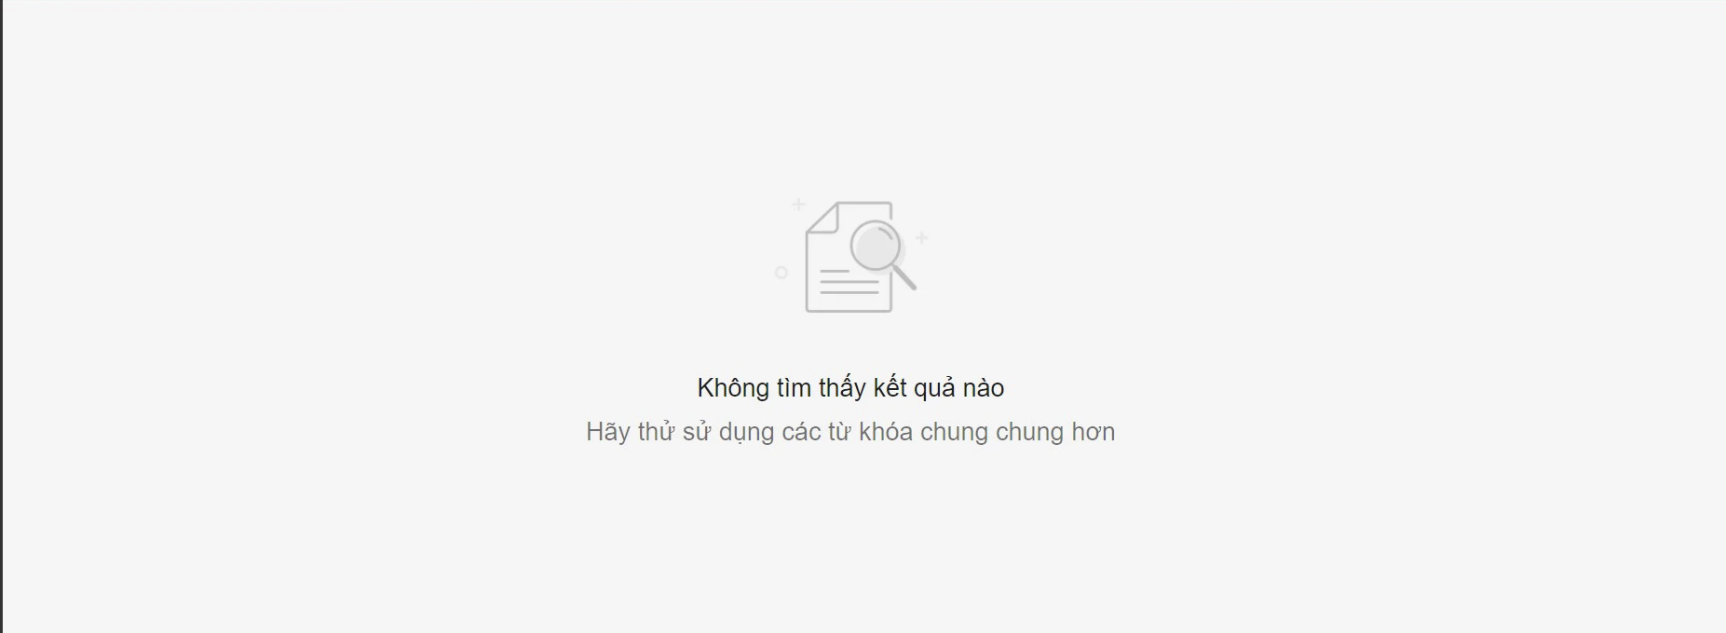 Không tìm thấy kết quả nào
Hãy thử sử dụng các từ khóa chung chung hơn